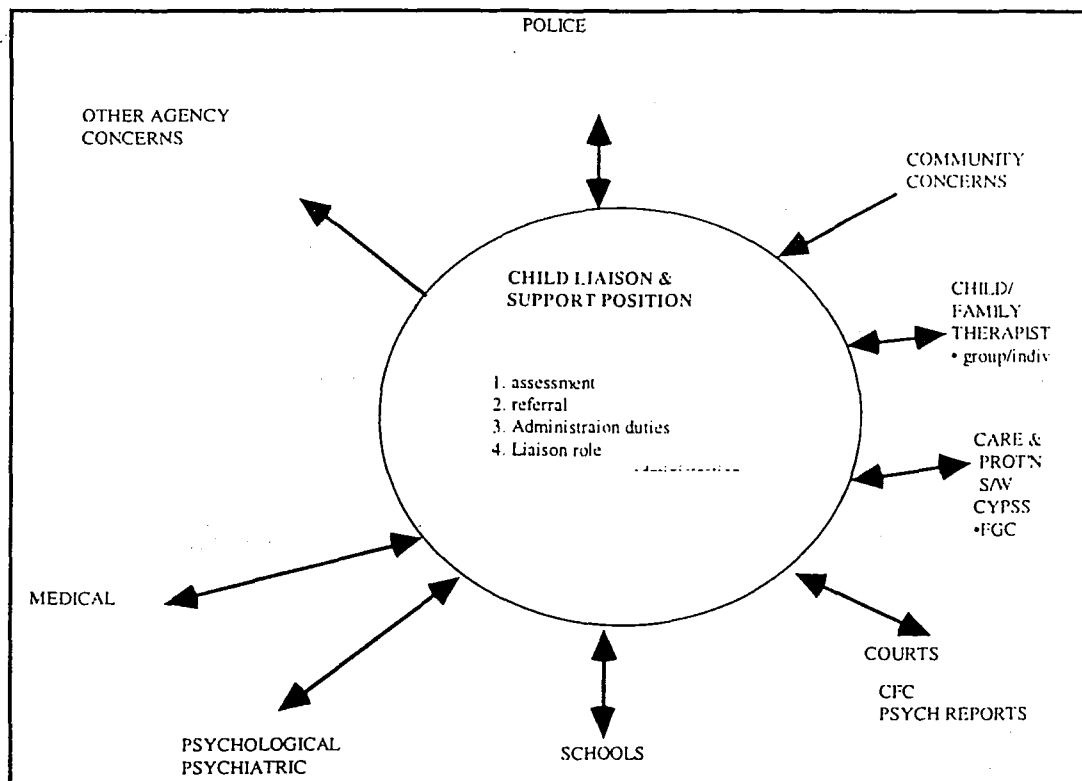 POLICE
OTHER AGENCY
CONCERNS
COMMUNITY
CONCERNS
CHILD LIAISON &
SUPPORT POSITION
1. assessment
2. referral
3. Administraion duties
4. Liaison role
CHILD/
FAMILY
THERAPIST
• group/indiv
CARE &
PROT'N
S/W
CYPSS
•FGC
MEDICAL
COURTS
CFC
PSYCH REPORTS
PSYCHOLOGICAL
PSYCHIATRIC
SCHOOLS